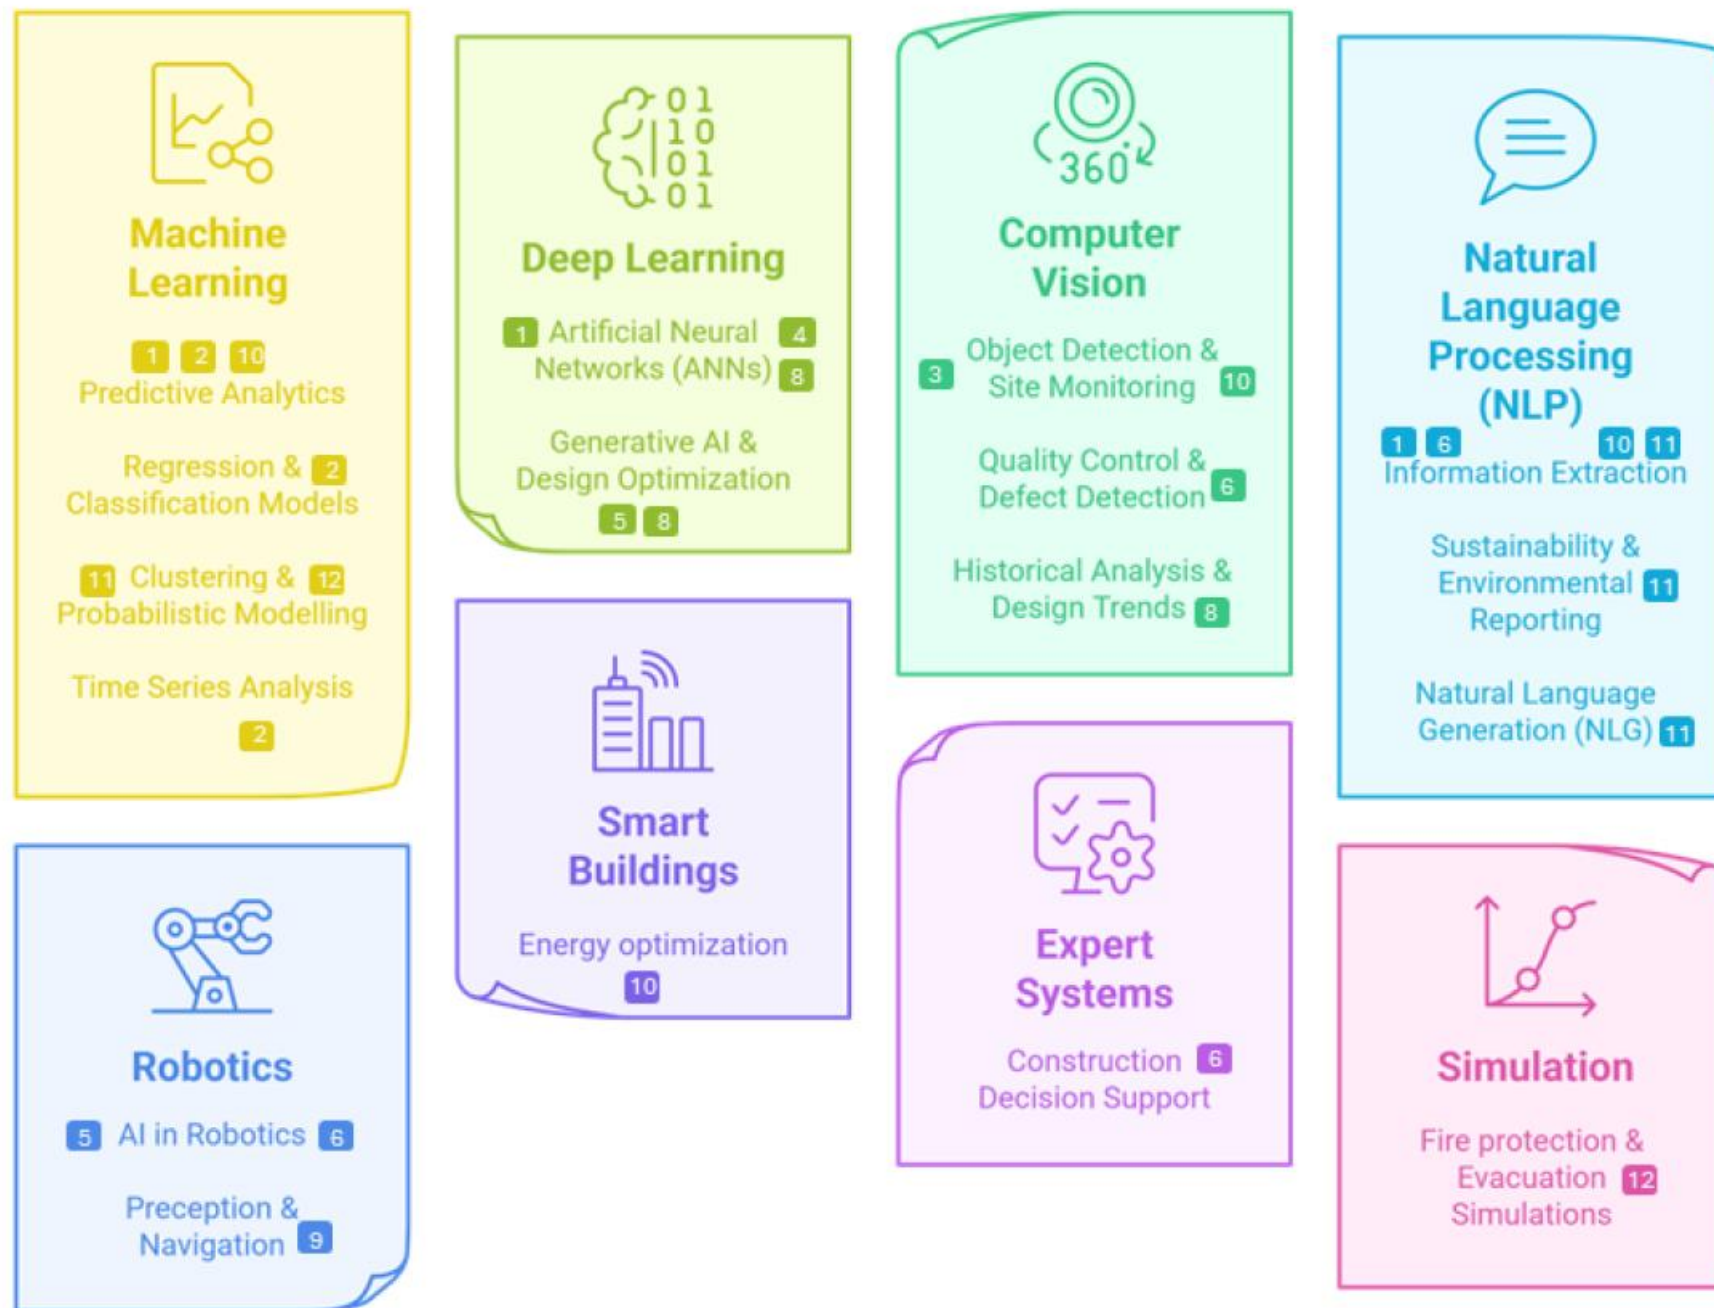 Machine
Learning
1 2 10
Predictive Analytics
Regression & 2
Classification Models
11 Clustering & 12
Probabilistic Modelling
Time Series Analysis
2
01
10
01
01
Deep Learning
1 Artificial Neural 4
Networks (ANNs) 8
Generative AI &
Design Optimization
5 8
360°
Computer
Vision
Object Detection &
3 Site Monitoring 10
Quality Control &
Defect Detection 6
Historical Analysis &
Design Trends 8
Natural
Language
Processing
(NLP)
1 6 10 11
Information Extraction
Sustainability &
Environmental 11
Reporting
Natural Language
Generation (NLG) 11
Robotics
5 AI in Robotics 6
Preception &
Navigation 9
Smart
Buildings
Energy optimization
10
Expert
Systems
Construction 6
Decision Support
Simulation
Fire protection &
Evacuation 12
Simulations